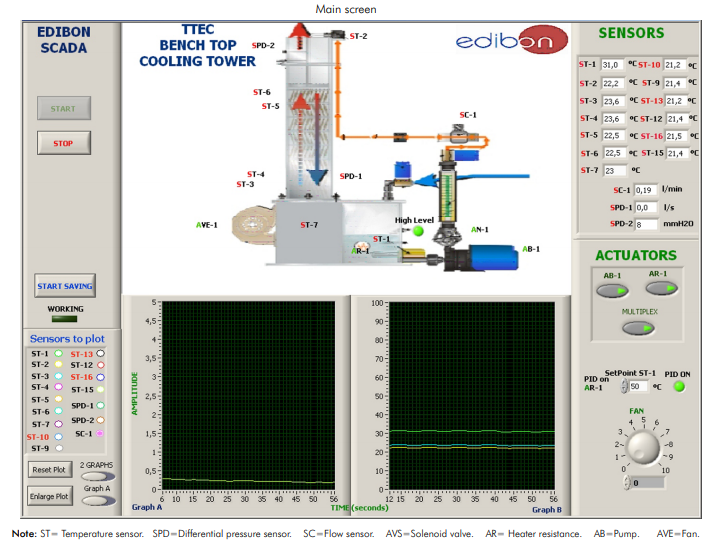 Main screen
EDIBON
SCADA
START
STOP
START SAVING
WORKING
Sensors to plot
ST-1 ST-13
ST-2 ST-12
ST-3 ST-16
ST-4 ST-15
ST-5 SPD-1
ST-6 SPD-2
ST-7 SC-1
ST-10
ST-9
Reset Plot 2 GRAPHS
Enlarge Plot Graph A
TTEC
BENCH TOP
COOLING TOWER
edibon
SPD-2 ST-2
ST-6
ST-5
SC-1
ST-4 SPD-1
ST-3
AVE-1 ST-7 High Level AN-1
ST-1
AR-1 AB-1
AMPLITUDE
5
4,5
4
3,5
3
2,5
2
1,5
1
0,5
0
6 10 15 20 25 30 35 40 45 50 56
Graph A
TIME (seconds)
100
90
80
70
60
50
40
30
20
10
0
12 15 20 25 30 35 40 45 50 56
Graph B
SENSORS
ST-1 31,0 ºC ST-10 21,2 ºC
ST-2 22,2 ºC ST-9 21,4 ºC
ST-3 23,6 ºC ST-13 21,2 ºC
ST-4 23,6 ºC ST-12 21,4 ºC
ST-5 22,5 ºC ST-16 21,5 ºC
ST-6 22,5 ºC ST-15 21,4 ºC
ST-7 23 ºC
SC-1 0,19 l/min
SPD-1 0,0 l/s
SPD-2 8 mmH20
ACTUATORS
AB-1 AR-1
MULTIPLEX
PID on SetPoint ST-1 PID ON
AR-1 50 ºC
FAN
0 1 2 3 4 5 6 7 8 9 10
0
Note: ST= Temperature sensor. SPD=Differential pressure sensor. SC=Flow sensor. AVS=Solenoid valve. AR= Heater resistance. AB=Pump. AVE=Fan.